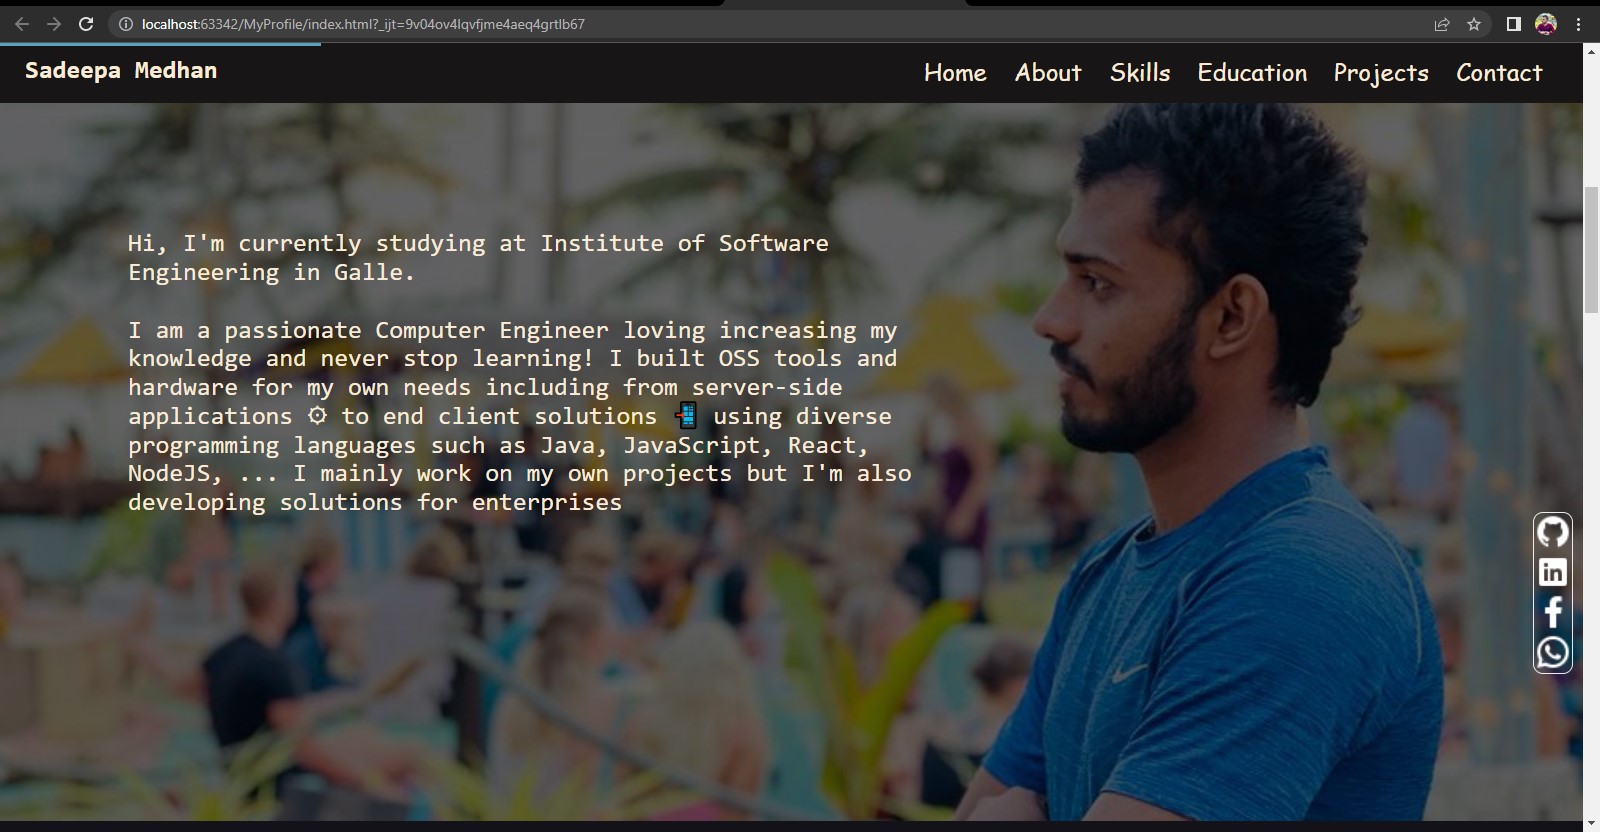 localhost:63342/MyProfile/index.html?_ijt=9v04ov4lqvfjme4aeq4grtlb67
Sadeepa Medhan
Home About Skills Education Projects Contact
Hi, I'm currently studying at Institute of Software
Engineering in Galle.
I am a passionate Computer Engineer loving increasing my
knowledge and never stop learning! I built OSS tools and
hardware for my own needs including from server-side
applications ⚙ to end client solutions 📲 using diverse
programming languages such as Java, JavaScript, React,
NodeJS, ... I mainly work on my own projects but I'm also
developing solutions for enterprises
in